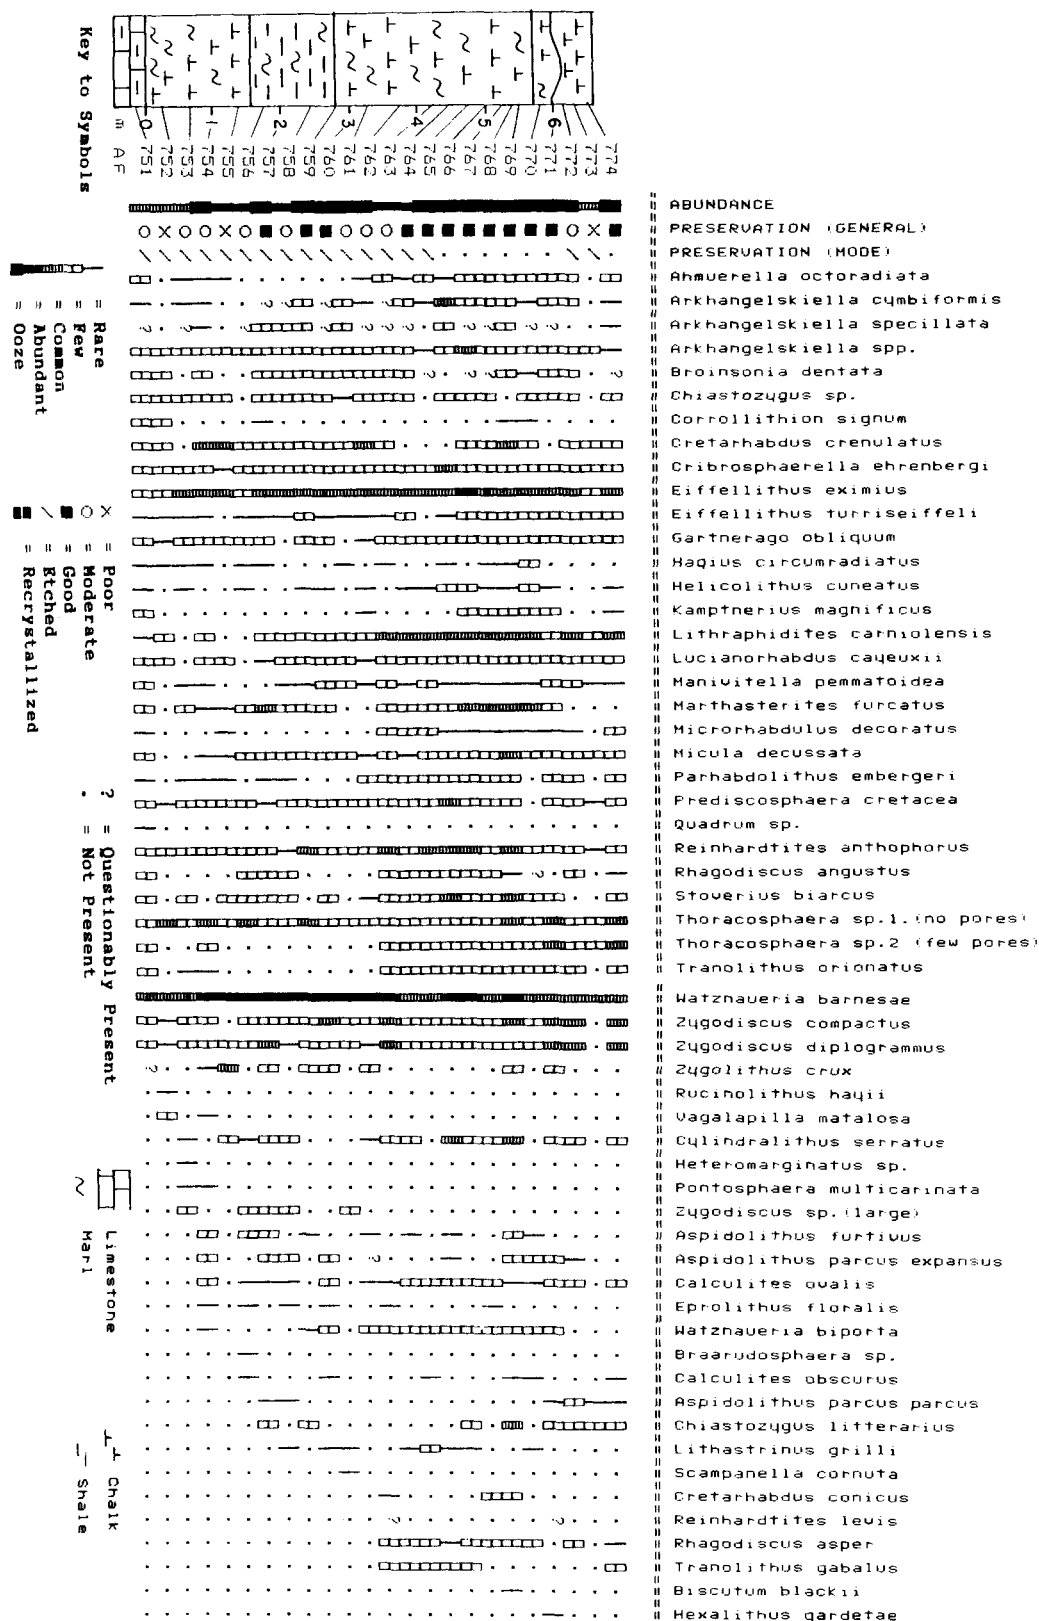 ABUNDANCE
PRESERVATION (GENERAL)
PRESERVATION (MODE)
Ahmuerella octoradiata
Arkhangelskiella cymbiformis
Arkhangelskiella specillata
Arkhangelskiella spp.
Broinsonia dentata
Chiastozygus sp.
Corrollithion signum
Cretarhabdus crenulatus
Cribrosphaerella ehrenbergi
Eiffellithus eximius
Eiffellithus turriseiffeli
Gartnerago obliquum
Hagius circumradiatus
Helicolithus cuneatus
Kamptnerius magnificus
Lithraphidites carniolensis
Lucianorhabdus cayeuxii
Manivitella pemmatoidea
Marthasterites furcatus
Microrhabdulus decoratus
Micula decussata
Parhabdolithus embergeri
Prediscosphaera cretacea
Quadrum sp.
Reinhardtites anthophorus
Rhagodiscus angustus
Stoverius biarcus
Thoracosphaera sp.1.(no pores)
Thoracosphaera sp.2 (few pores)
Tranolithus orionatus
Watznaueria barnesae
Zygodiscus compactus
Zygodiscus diplogrammus
Zygolithus crux
Rucinolithus hayii
Vagalapilla matalosa
Cylindralithus serratus
Heteromarginatus sp.
Pontosphaera multicarinata
Zygodiscus sp.(large)
Aspidolithus furtivus
Aspidolithus parcus expansus
Calculites ovalis
Eprolithus floralis
Watznaueria biporta
Braarudosphaera sp.
Calculites obscurus
Aspidolithus parcus parcus
Chiastozygus litterarius
Lithastrinus grilli
Scampanella cornuta
Cretarhabdus conicus
Reinhardtites levis
Rhagodiscus asper
Tranolithus gabalus
Biscutum blackii
Hexalithus gardetae
774
773
772
771
770
769
768
767
766
765
764
763
762
761
760
759
758
757
756
755
754
753
752
751
AF
6
5
4
3
2
1
0
m
Key to Symbols
= Rare
= Few
= Common
= Abundant
= Ooze
X = Poor
O = Moderate
■ = Good
/ = Etched
■■ = Recrystallized
? = Questionably Present
. = Not Present
Limestone
~ Marl
Chalk
Shale